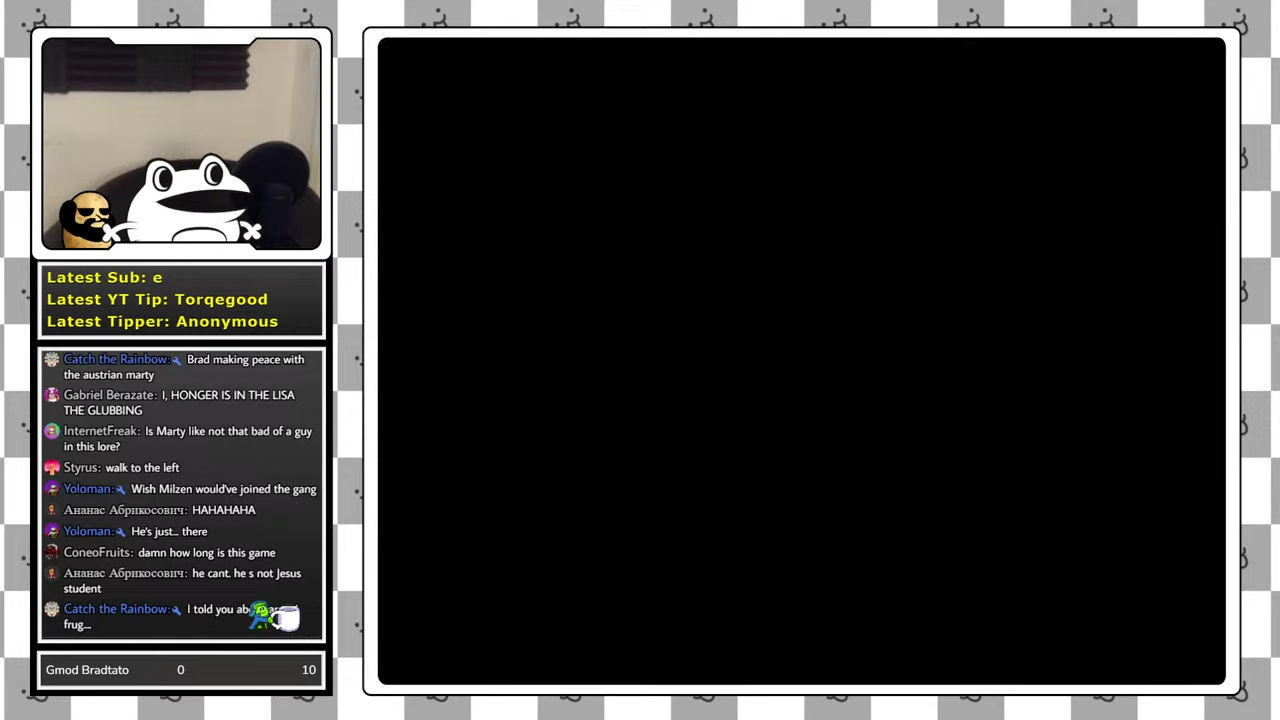 Latest Sub: e
Latest YT Tip: Torqegood
Latest Tipper: Anonymous
Catch the Rainbow: Brad making peace with
the austrian marty
Gabriel Berazate: I, HONGER IS IN THE LISA
THE GLUBBING
InternetFreak: Is Marty like not that bad of a guy
in this lore?
Styrus: walk to the left
Yoloman: Wish Milzen would've joined the gang
Ананас Абрикосович: HAHAHAHA
Yoloman: He's just... there
ConeoFruits: damn how long is this game
Ананас Абрикосович: he cant. he s not Jesus
student
Catch the Rainbow: I told you
frug...
Gmod Bradtato 0 10